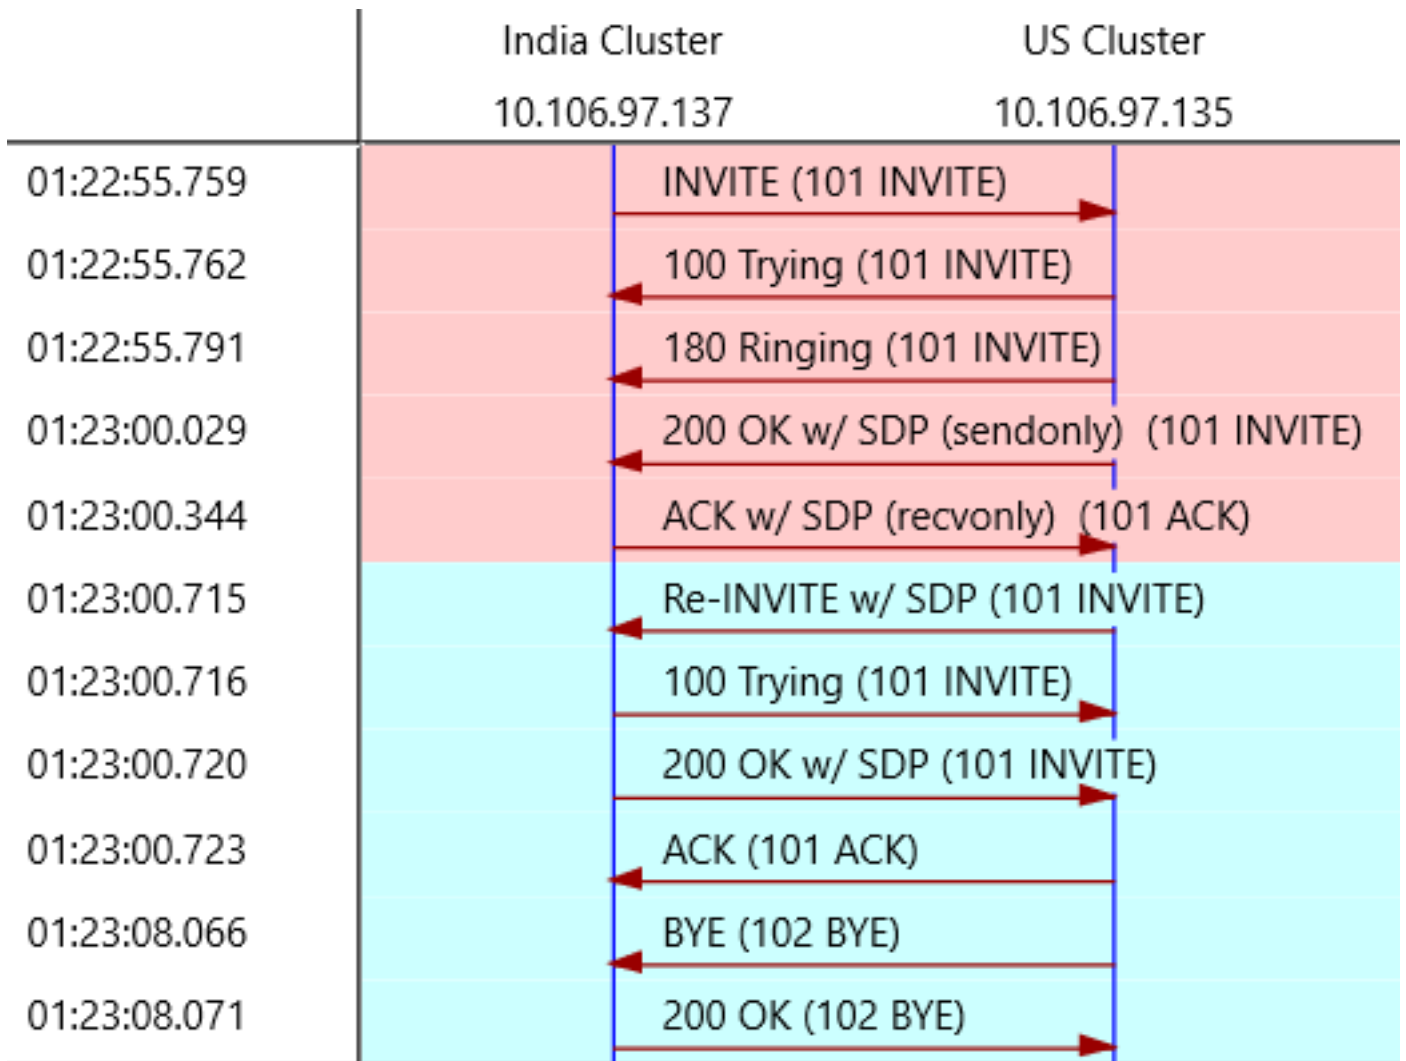 India Cluster US Cluster
10.106.97.137 10.106.97.135
01:22:55.759 INVITE (101 INVITE)
01:22:55.762 100 Trying (101 INVITE)
01:22:55.791 180 Ringing (101 INVITE)
01:23:00.029 200 OK w/ SDP (sendonly) (101 INVITE)
01:23:00.344 ACK w/ SDP (recvonly) (101 ACK)
01:23:00.715 Re-INVITE w/ SDP (101 INVITE)
01:23:00.716 100 Trying (101 INVITE)
01:23:00.720 200 OK w/ SDP (101 INVITE)
01:23:00.723 ACK (101 ACK)
01:23:08.066 BYE (102 BYE)
01:23:08.071 200 OK (102 BYE)